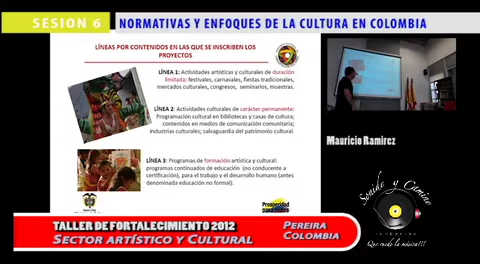 SESION 6
NORMATIVAS Y ENFOQUES DE LA CULTURA EN COLOMBIA
LÍNEAS POR CONTENIDOS EN LAS QUE SE INSCRIBEN LOS
PROYECTOS
LÍNEA 1: Actividades artísticas y culturales de duración
limitada: festivales, carnavales, fiestas tradicionales,
mercados culturales, congresos, seminarios, muestras.
LÍNEA 2: Actividades culturales de carácter permanente:
Programación cultural en bibliotecas y casas de cultura;
contenidos en medios de comunicación comunitaria;
industrias culturales; salvaguardia del patrimonio cultural.
LÍNEA 3: Programas de formación artística y cultural;
programas continuados de educación (no conducente a
certificación), para el trabajo y el desarrollo humano (antes
denominada educación no formal).
Prosperidad
para todos
Mauricio Ramirez
TALLER DE FORTALECIMIENTO 2012
SECTOR ARTÍSTICO Y CULTURAL
PEREIRA
COLOMBIA
Sonido y Camino
FUNDACIÓN
Que ruede la música!!!